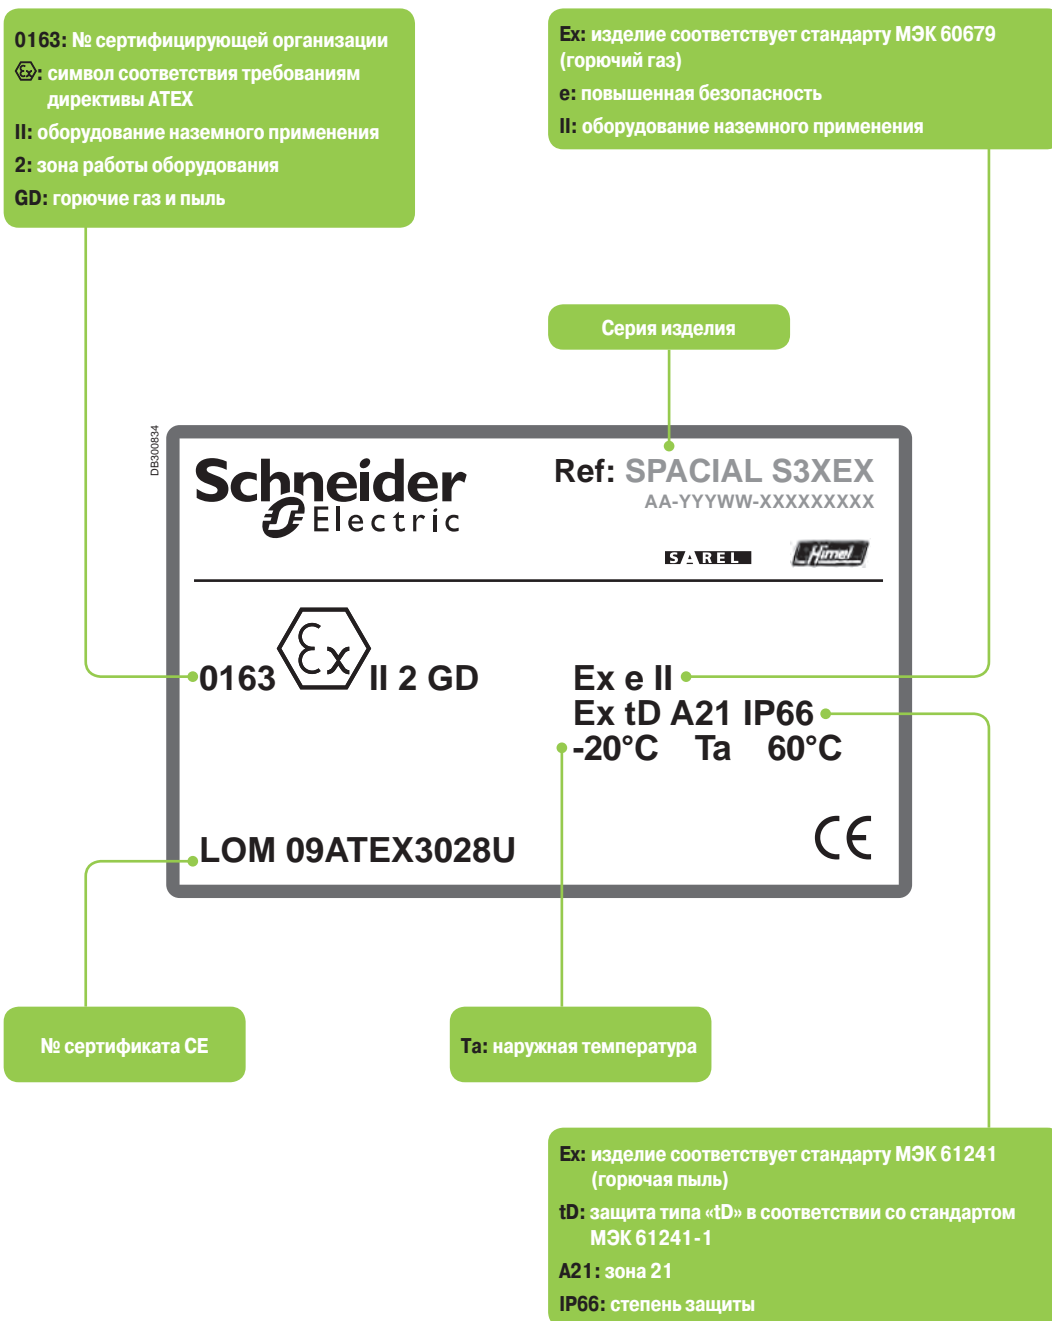 0163: № сертифицирующей организации
Ex: символ соответствия требованиям
директивы ATEX
II: оборудование наземного применения
2: зона работы оборудования
GD: горючие газ и пыль
Ex: изделие соответствует стандарту МЭК 60679
(горючий газ)
e: повышенная безопасность
II: оборудование наземного применения
Серия изделия
DB300834
Schneider
Electric
Ref: SPACIAL S3XEX
AA-YYYWW-XXXXXXXXX
SAREL
Himel
0163 Ex II 2 GD
Ex e II
Ex tD A21 IP66
-20°C Ta 60°C
LOM 09ATEX3028U
CE
№ сертификата CE
Ta: наружная температура
Ex: изделие соответствует стандарту МЭК 61241
(горючая пыль)
tD: защита типа «tD» в соответствии со стандартом
МЭК 61241-1
A21: зона 21
IP66: степень защиты